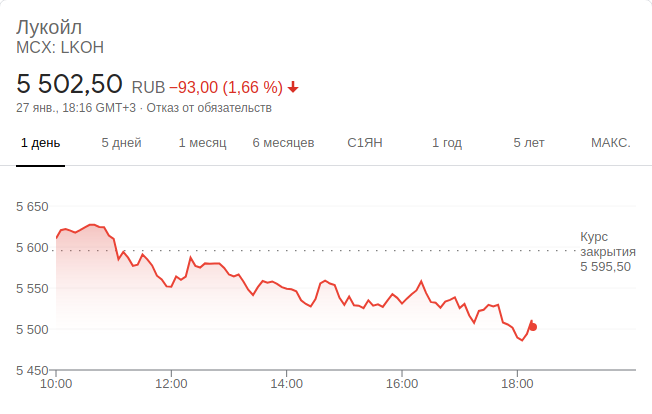 Лукойл
MCX: LKOH
5 502,50 RUB −93,00 (1,66 %)
27 янв., 18:16 GMT+3 · Отказ от обязательств
1 день 5 дней 1 месяц 6 месяцев С1ЯН 1 год 5 лет МАКС.
5 650
5 600
5 550
5 500
5 450
Курс
закрытия
5 595,50
10:00 12:00 14:00 16:00 18:00